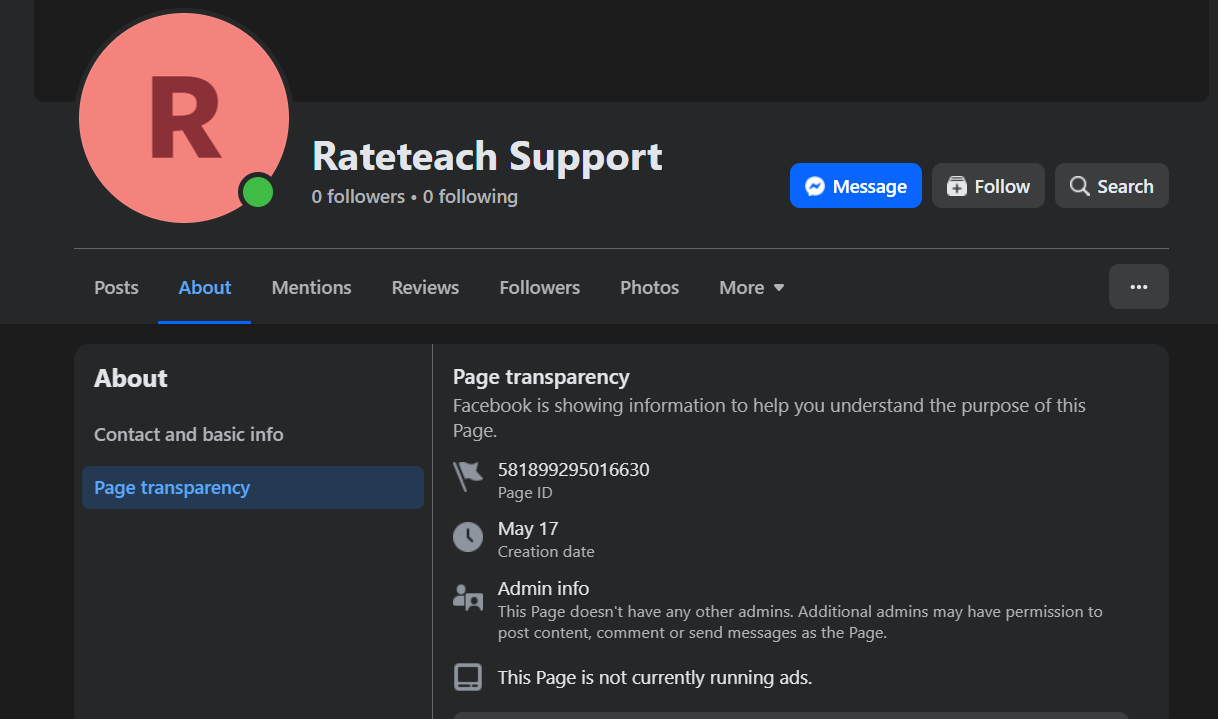 R
Rateteach Support
0 followers • 0 following
Message
Follow
Search
Posts
About
Mentions
Reviews
Followers
Photos
More
About
Contact and basic info
Page transparency
Page transparency
Facebook is showing information to help you understand the purpose of this
Page.
581899295016630
Page ID
May 17
Creation date
Admin info
This Page doesn't have any other admins. Additional admins may have permission to
post content, comment or send messages as the Page.
This Page is not currently running ads.